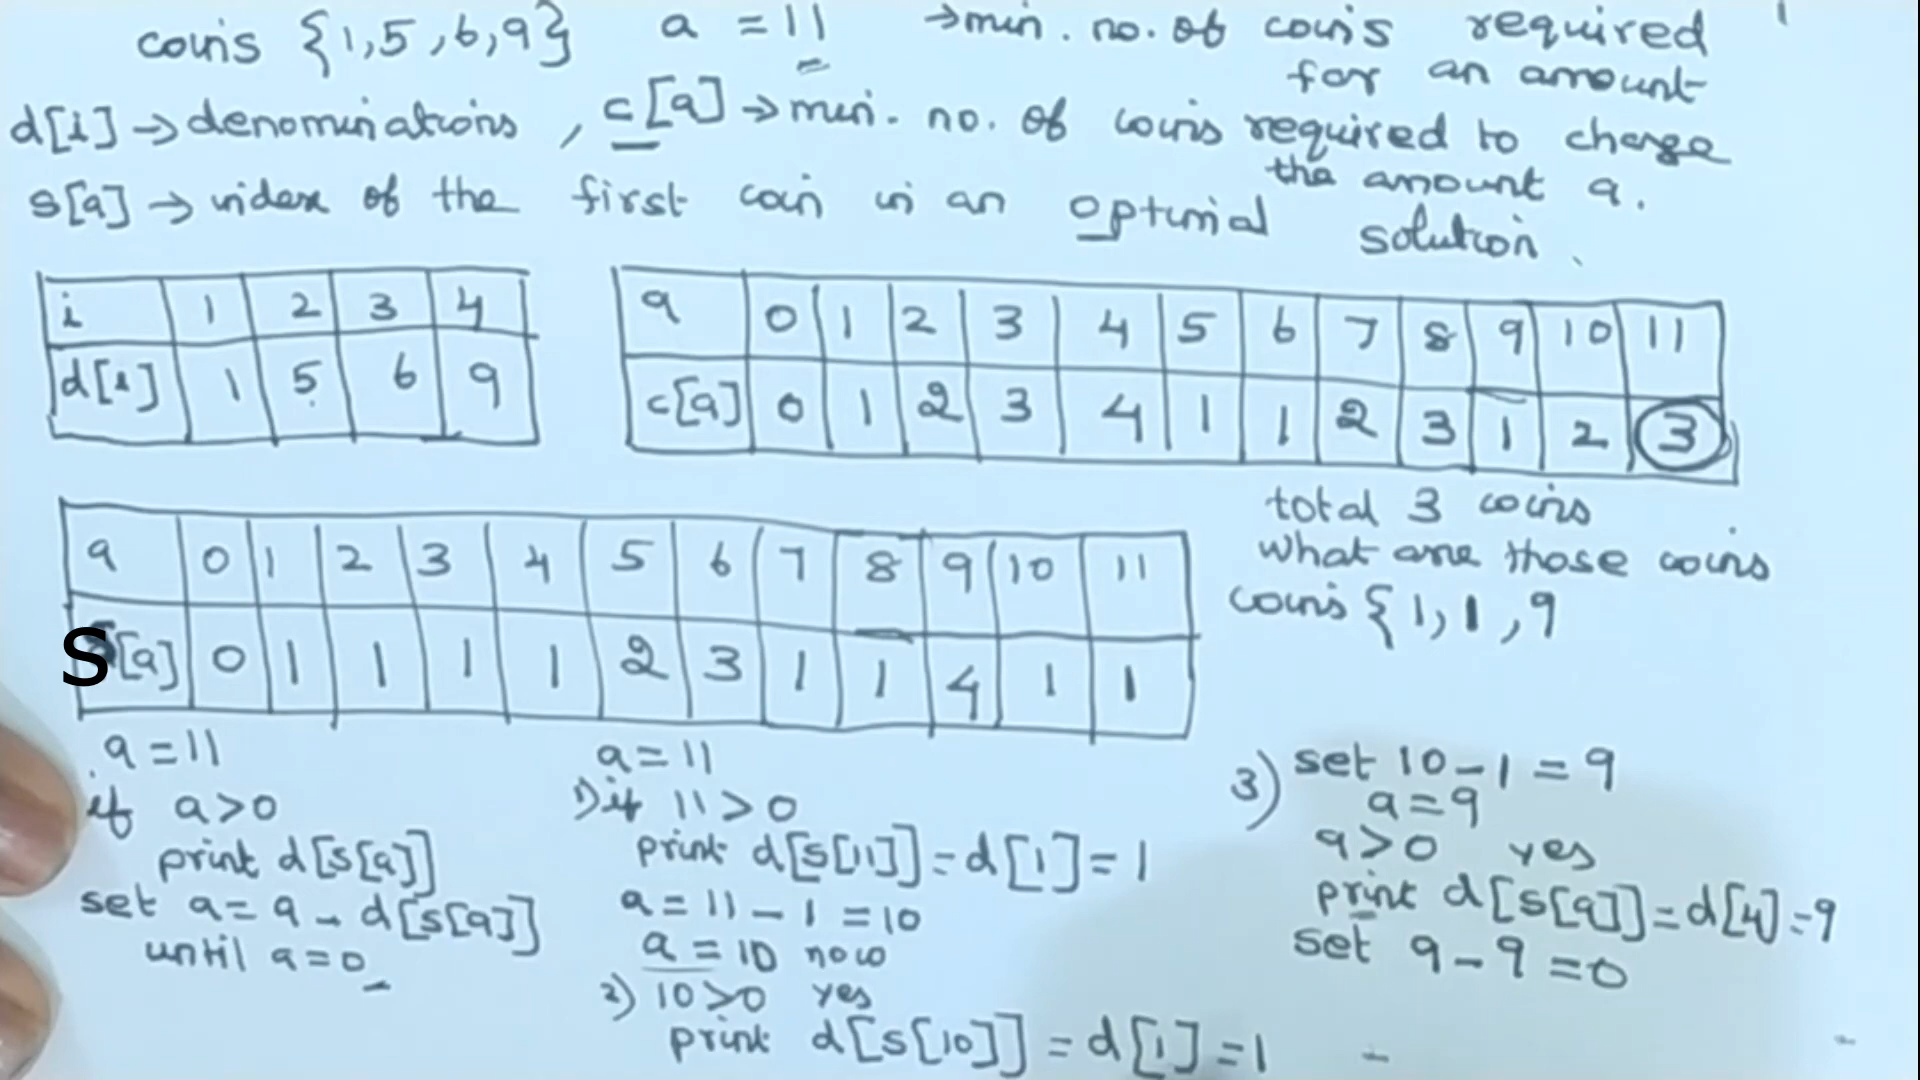 coins {1,5,6,9} a = 11 →min. no. of coins required
for an amount
d[i] → denominations , c[a] → min. no. of coins required to change
the amount a.
s[a] → index of the first coin in an optimal
solution.
i 1 2 3 4
d[i] 1 5 6 9
a 0 1 2 3 4 5 6 7 8 9 10 11
c[a] 0 1 2 3 4 1 1 2 3 1 2 3
total 3 coins
what are those coins
coins {1,1,9
a 0 1 2 3 4 5 6 7 8 9 10 11
S[a] 0 1 1 1 1 2 3 1 1 4 1 1
a = 11
if a>0
print d[s[a]]
set a = a - d[s[a]]
until a=0
a = 11
1) if 11 > 0
print d[s[11]] = d[1] = 1
a = 11 - 1 = 10
a = 10 now
2) 10>0 yes
print d[s[10]] = d[1] = 1
3) set 10 - 1 = 9
a = 9
9>0 yes
print d[s[9]] = d[4] = 9
set 9 - 9 = 0